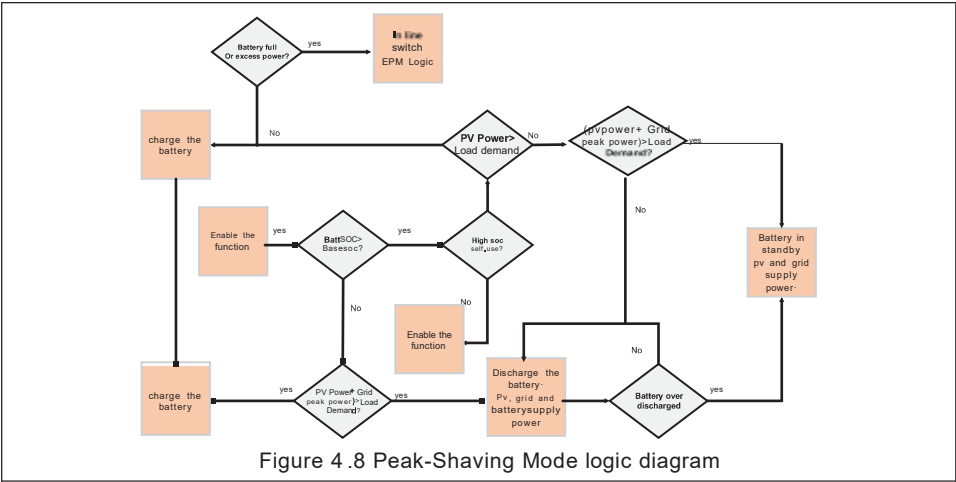 Battery full
Or excess power?
yes
In line
switch
EPM Logic
No
charge the
battery
PV Power>
Load demand
No
(pvpower+ Grid
peak power)>Load
Demand?
yes
No
Enable the
function
yes
BattSOC>
Basesoc?
yes
High soc
self.use?
No
No
Enable the
function
Battery in
standby
pv and grid
supply
power·
charge the
battery
yes
PV Power+ Grid
peak power)>Load
Demand?
yes
Discharge the
battery·
Pv, grid and
batterysupply
power
No
Battery over
discharged
yes
Figure 4.8 Peak-Shaving Mode logic diagram